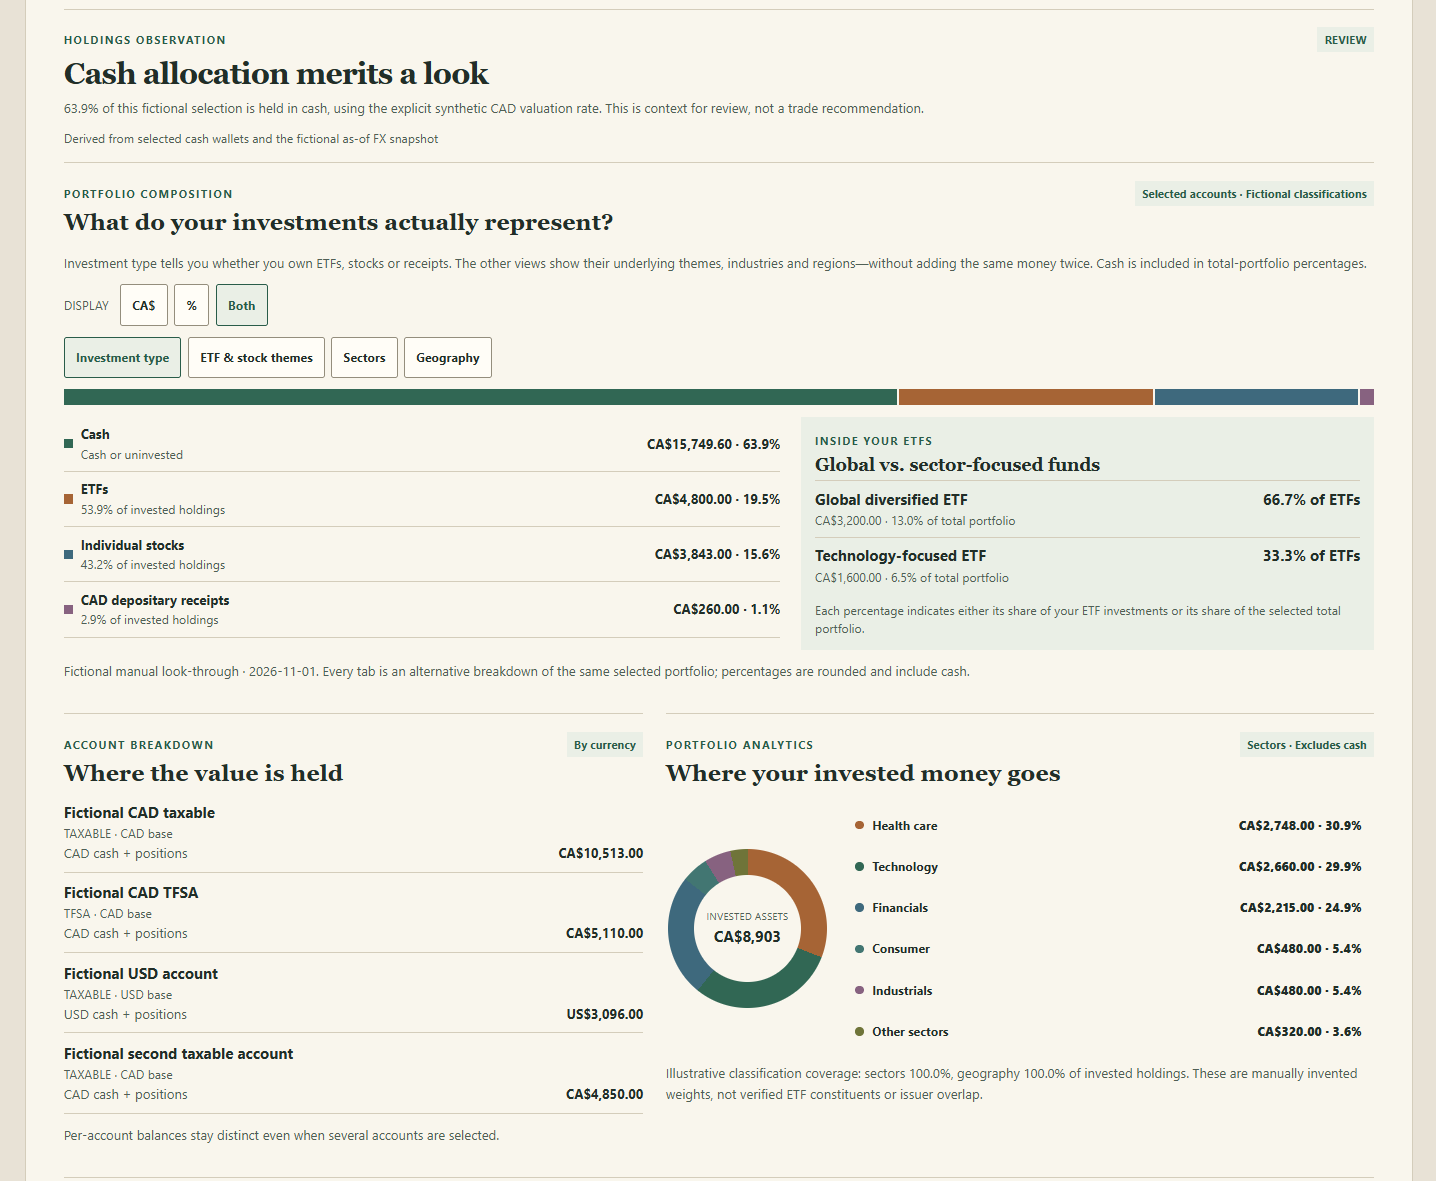 HOLDINGS OBSERVATION
REVIEW
Cash allocation merits a look
63.9% of this fictional selection is held in cash, using the explicit synthetic CAD valuation rate. This is context for review, not a trade recommendation.
Derived from selected cash wallets and the fictional as-of FX snapshot
PORTFOLIO COMPOSITION
Selected accounts · Fictional classifications
What do your investments actually represent?
Investment type tells you whether you own ETFs, stocks or receipts. The other views show their underlying themes, industries and regions—without adding the same money twice. Cash is included in total-portfolio percentages.
DISPLAY CA$ % Both
Investment type ETF & stock themes Sectors Geography
Cash
Cash or uninvested
CA$15,749.60 · 63.9%
ETFs
53.9% of invested holdings
CA$4,800.00 · 19.5%
Individual stocks
43.2% of invested holdings
CA$3,843.00 · 15.6%
CAD depositary receipts
2.9% of invested holdings
CA$260.00 · 1.1%
INSIDE YOUR ETFS
Global vs. sector-focused funds
Global diversified ETF 66.7% of ETFs
CA$3,200.00 · 13.0% of total portfolio
Technology-focused ETF 33.3% of ETFs
CA$1,600.00 · 6.5% of total portfolio
Each percentage indicates either its share of your ETF investments or its share of the selected total
portfolio.
Fictional manual look-through · 2026-11-01. Every tab is an alternative breakdown of the same selected portfolio; percentages are rounded and include cash.
ACCOUNT BREAKDOWN
By currency
Where the value is held
Fictional CAD taxable
TAXABLE · CAD base
CAD cash + positions CA$10,513.00
Fictional CAD TFSA
TFSA · CAD base
CAD cash + positions CA$5,110.00
Fictional USD account
TAXABLE · USD base
USD cash + positions US$3,096.00
Fictional second taxable account
TAXABLE · CAD base
CAD cash + positions CA$4,850.00
Per-account balances stay distinct even when several accounts are selected.
PORTFOLIO ANALYTICS
Sectors · Excludes cash
Where your invested money goes
INVESTED ASSETS
CA$8,903
Health care CA$2,748.00 · 30.9%
Technology CA$2,660.00 · 29.9%
Financials CA$2,215.00 · 24.9%
Consumer CA$480.00 · 5.4%
Industrials CA$480.00 · 5.4%
Other sectors CA$320.00 · 3.6%
Illustrative classification coverage: sectors 100.0%, geography 100.0% of invested holdings. These are manually invented
weights, not verified ETF constituents or issuer overlap.